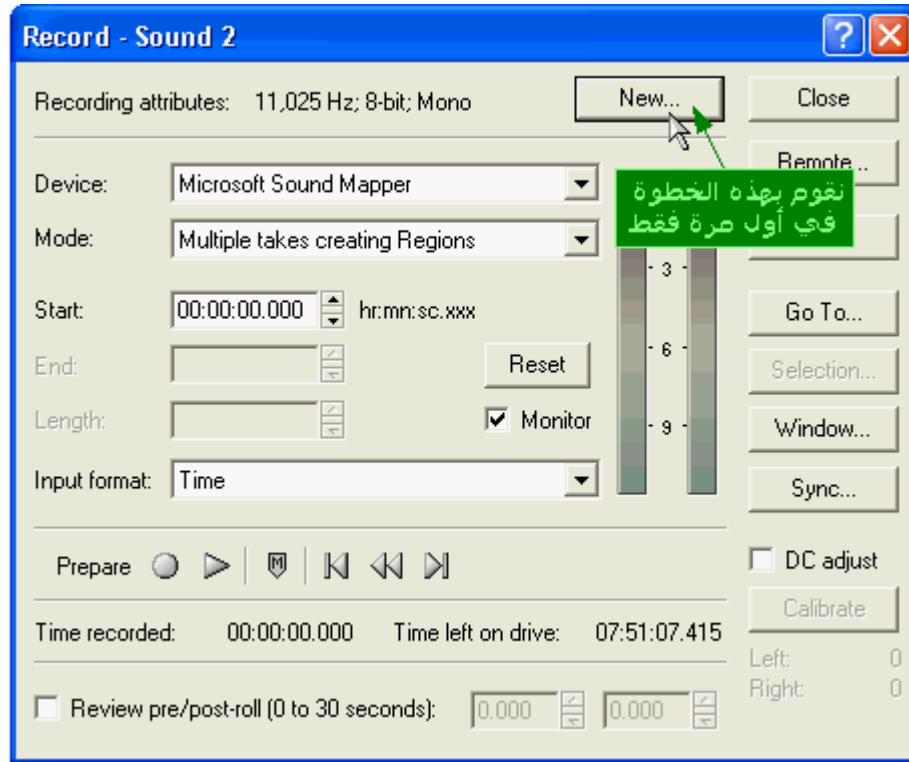 Record - Sound 2
Recording attributes: 11,025 Hz; 8-bit; Mono
New...
Close
Remote...
نقوم بهذه الخطوة
في أول مرة فقط
Device: Microsoft Sound Mapper
Mode: Multiple takes creating Regions
3
Start: 00:00:00.000 hr:mn:sc.xxx
Go To...
6
End:
Reset
Selection...
Length:
Monitor
9
Window...
Input format: Time
Sync...
Prepare
M
DC adjust
Calibrate
Time recorded: 00:00:00.000 Time left on drive: 07:51:07.415
Left: 0
Right: 0
Review pre/post-roll (0 to 30 seconds): 0.000 0.000